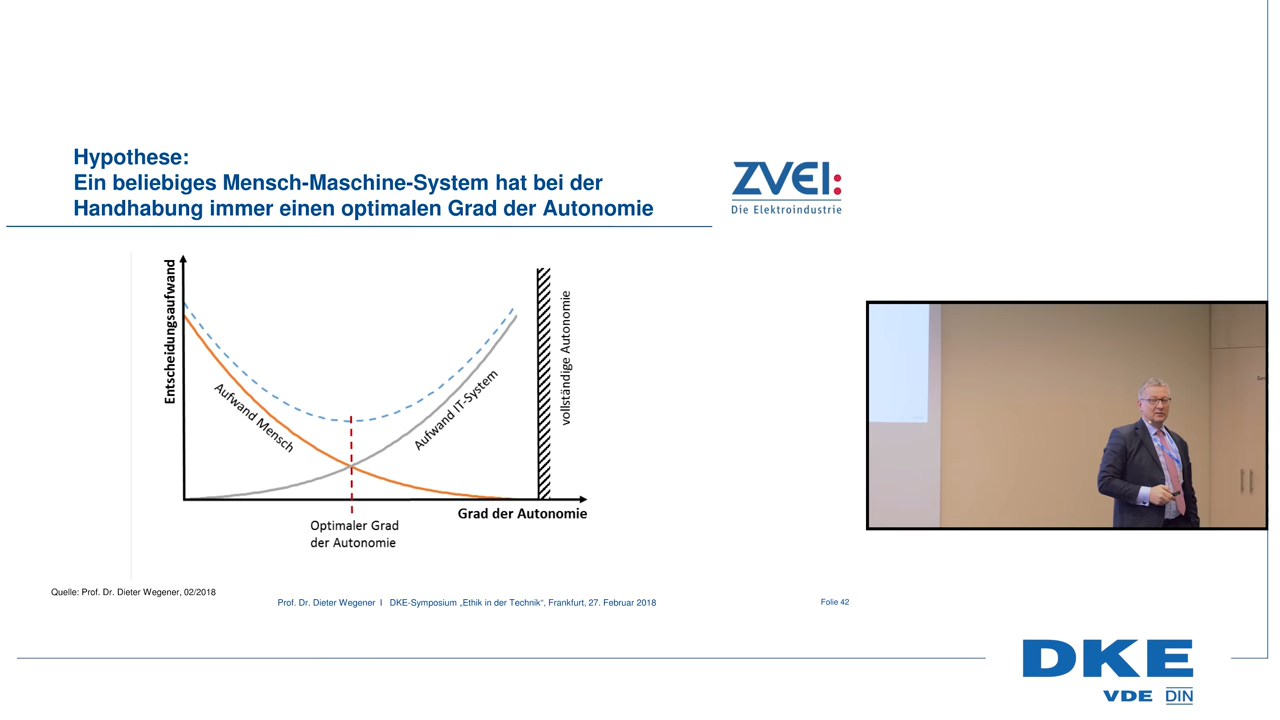 Hypothese:
Ein beliebiges Mensch-Maschine-System hat bei der
Handhabung immer einen optimalen Grad der Autonomie
ZVEI:
Die Elektroindustrie
Entscheidungsaufwand
Aufwand Mensch
Aufwand IT-System
vollständige Autonomie
Grad der Autonomie
Optimaler Grad
der Autonomie
Quelle: Prof. Dr. Dieter Wegener, 02/2018
Prof. Dr. Dieter Wegener I DKE-Symposium „Ethik in der Technik“, Frankfurt, 27. Februar 2018
Folie 42
DKE
VDE DIN